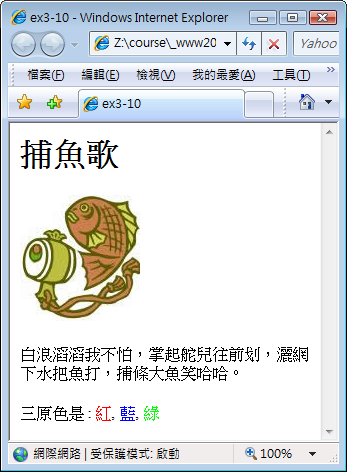 ex3-10 - Windows Internet Explorer
Z:\course\_www20
Yahoo
檔案(F) 編輯(E) 檢視(V) 我的最愛(A) 工具(T) »
ex3-10 »
捕魚歌
白浪滔滔我不怕，掌起舵兒往前划，灑網
下水把魚打，捕條大魚笑哈哈。
三原色是: 紅, 藍, 綠
網際網路 | 受保護模式: 啟動 100%